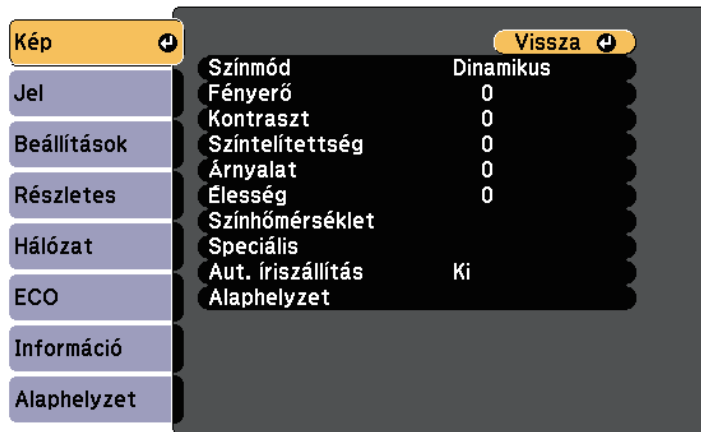 Kép
Jel
Beállítások
Részletes
Hálózat
ECO
Információ
Alaphelyzet
Vissza
Színmód Dinamikus
Fényerő 0
Kontraszt 0
Színtelítettség 0
Árnyalat 0
Élesség 0
Színhőmérséklet
Speciális
Aut. íriszállítás Ki
Alaphelyzet